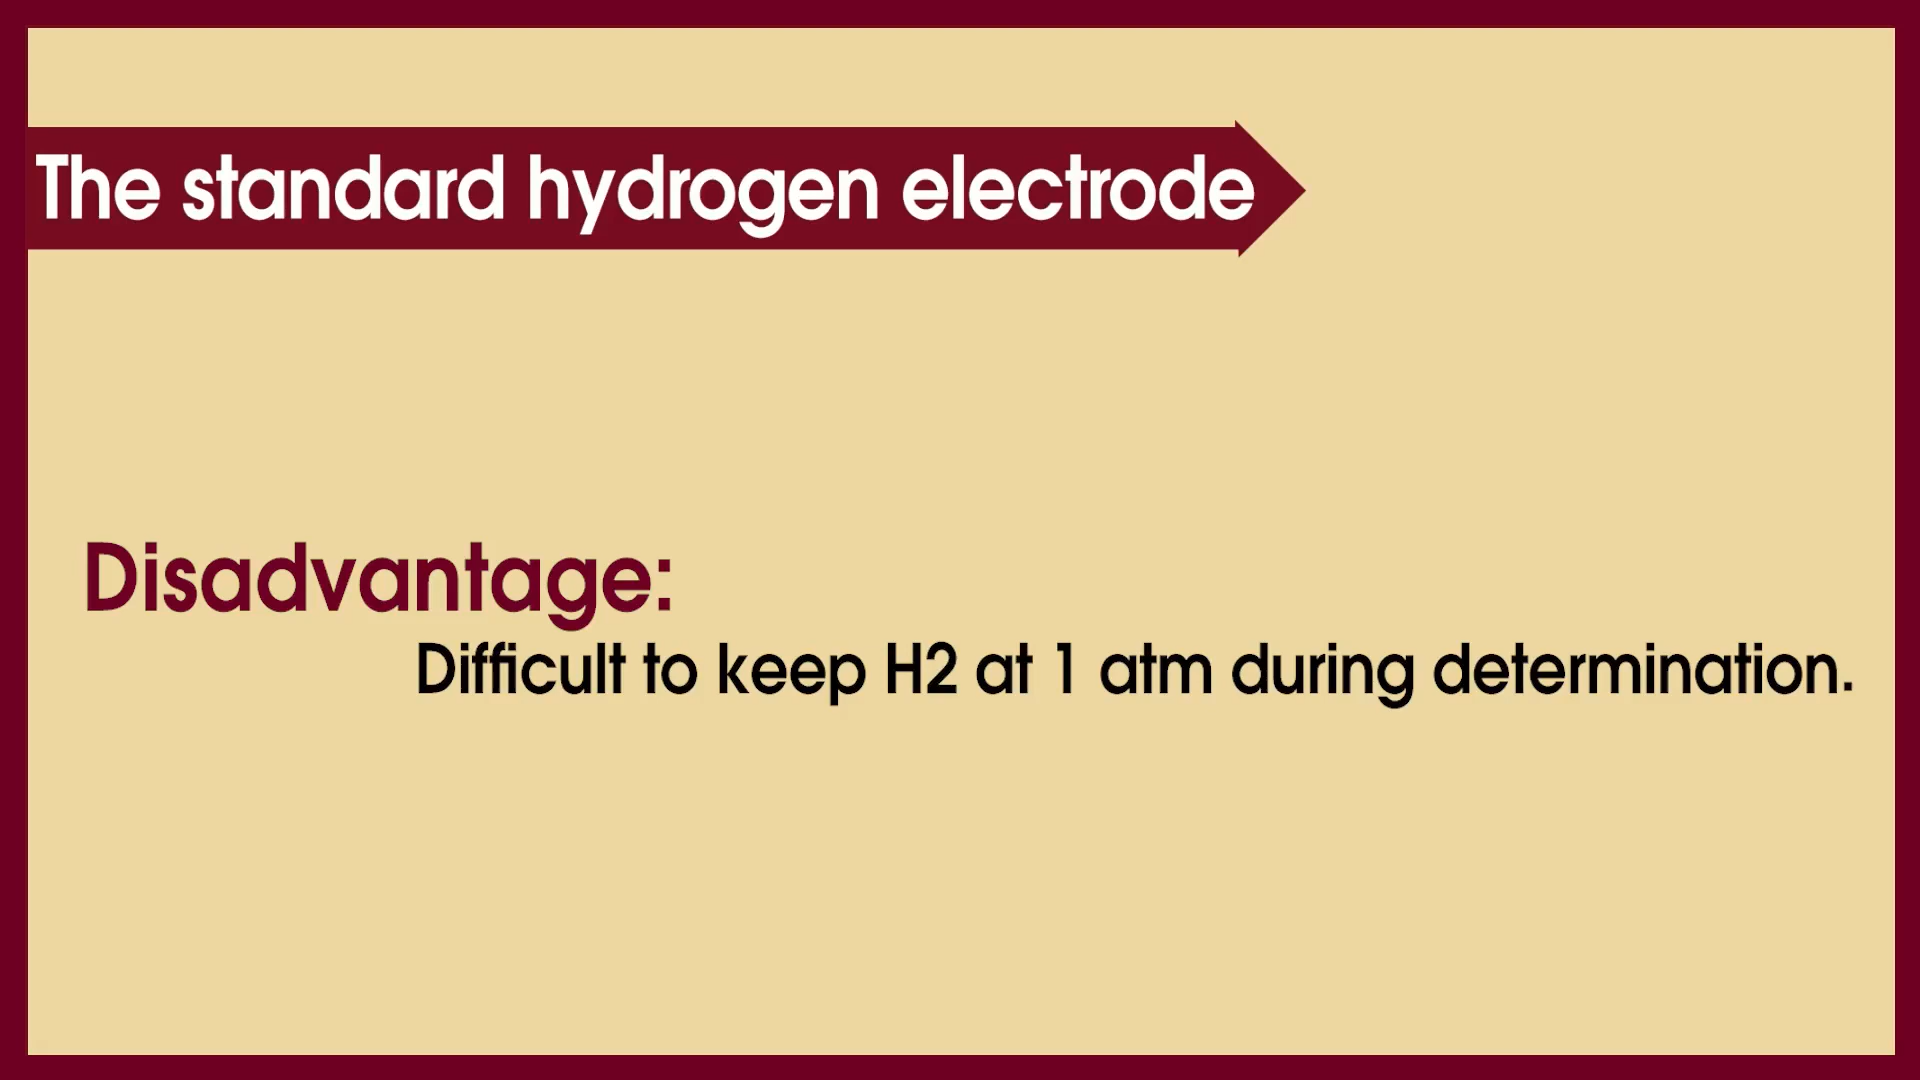 The standard hydrogen electrode
Disadvantage:
Difficult to keep H2 at 1 atm during determination.